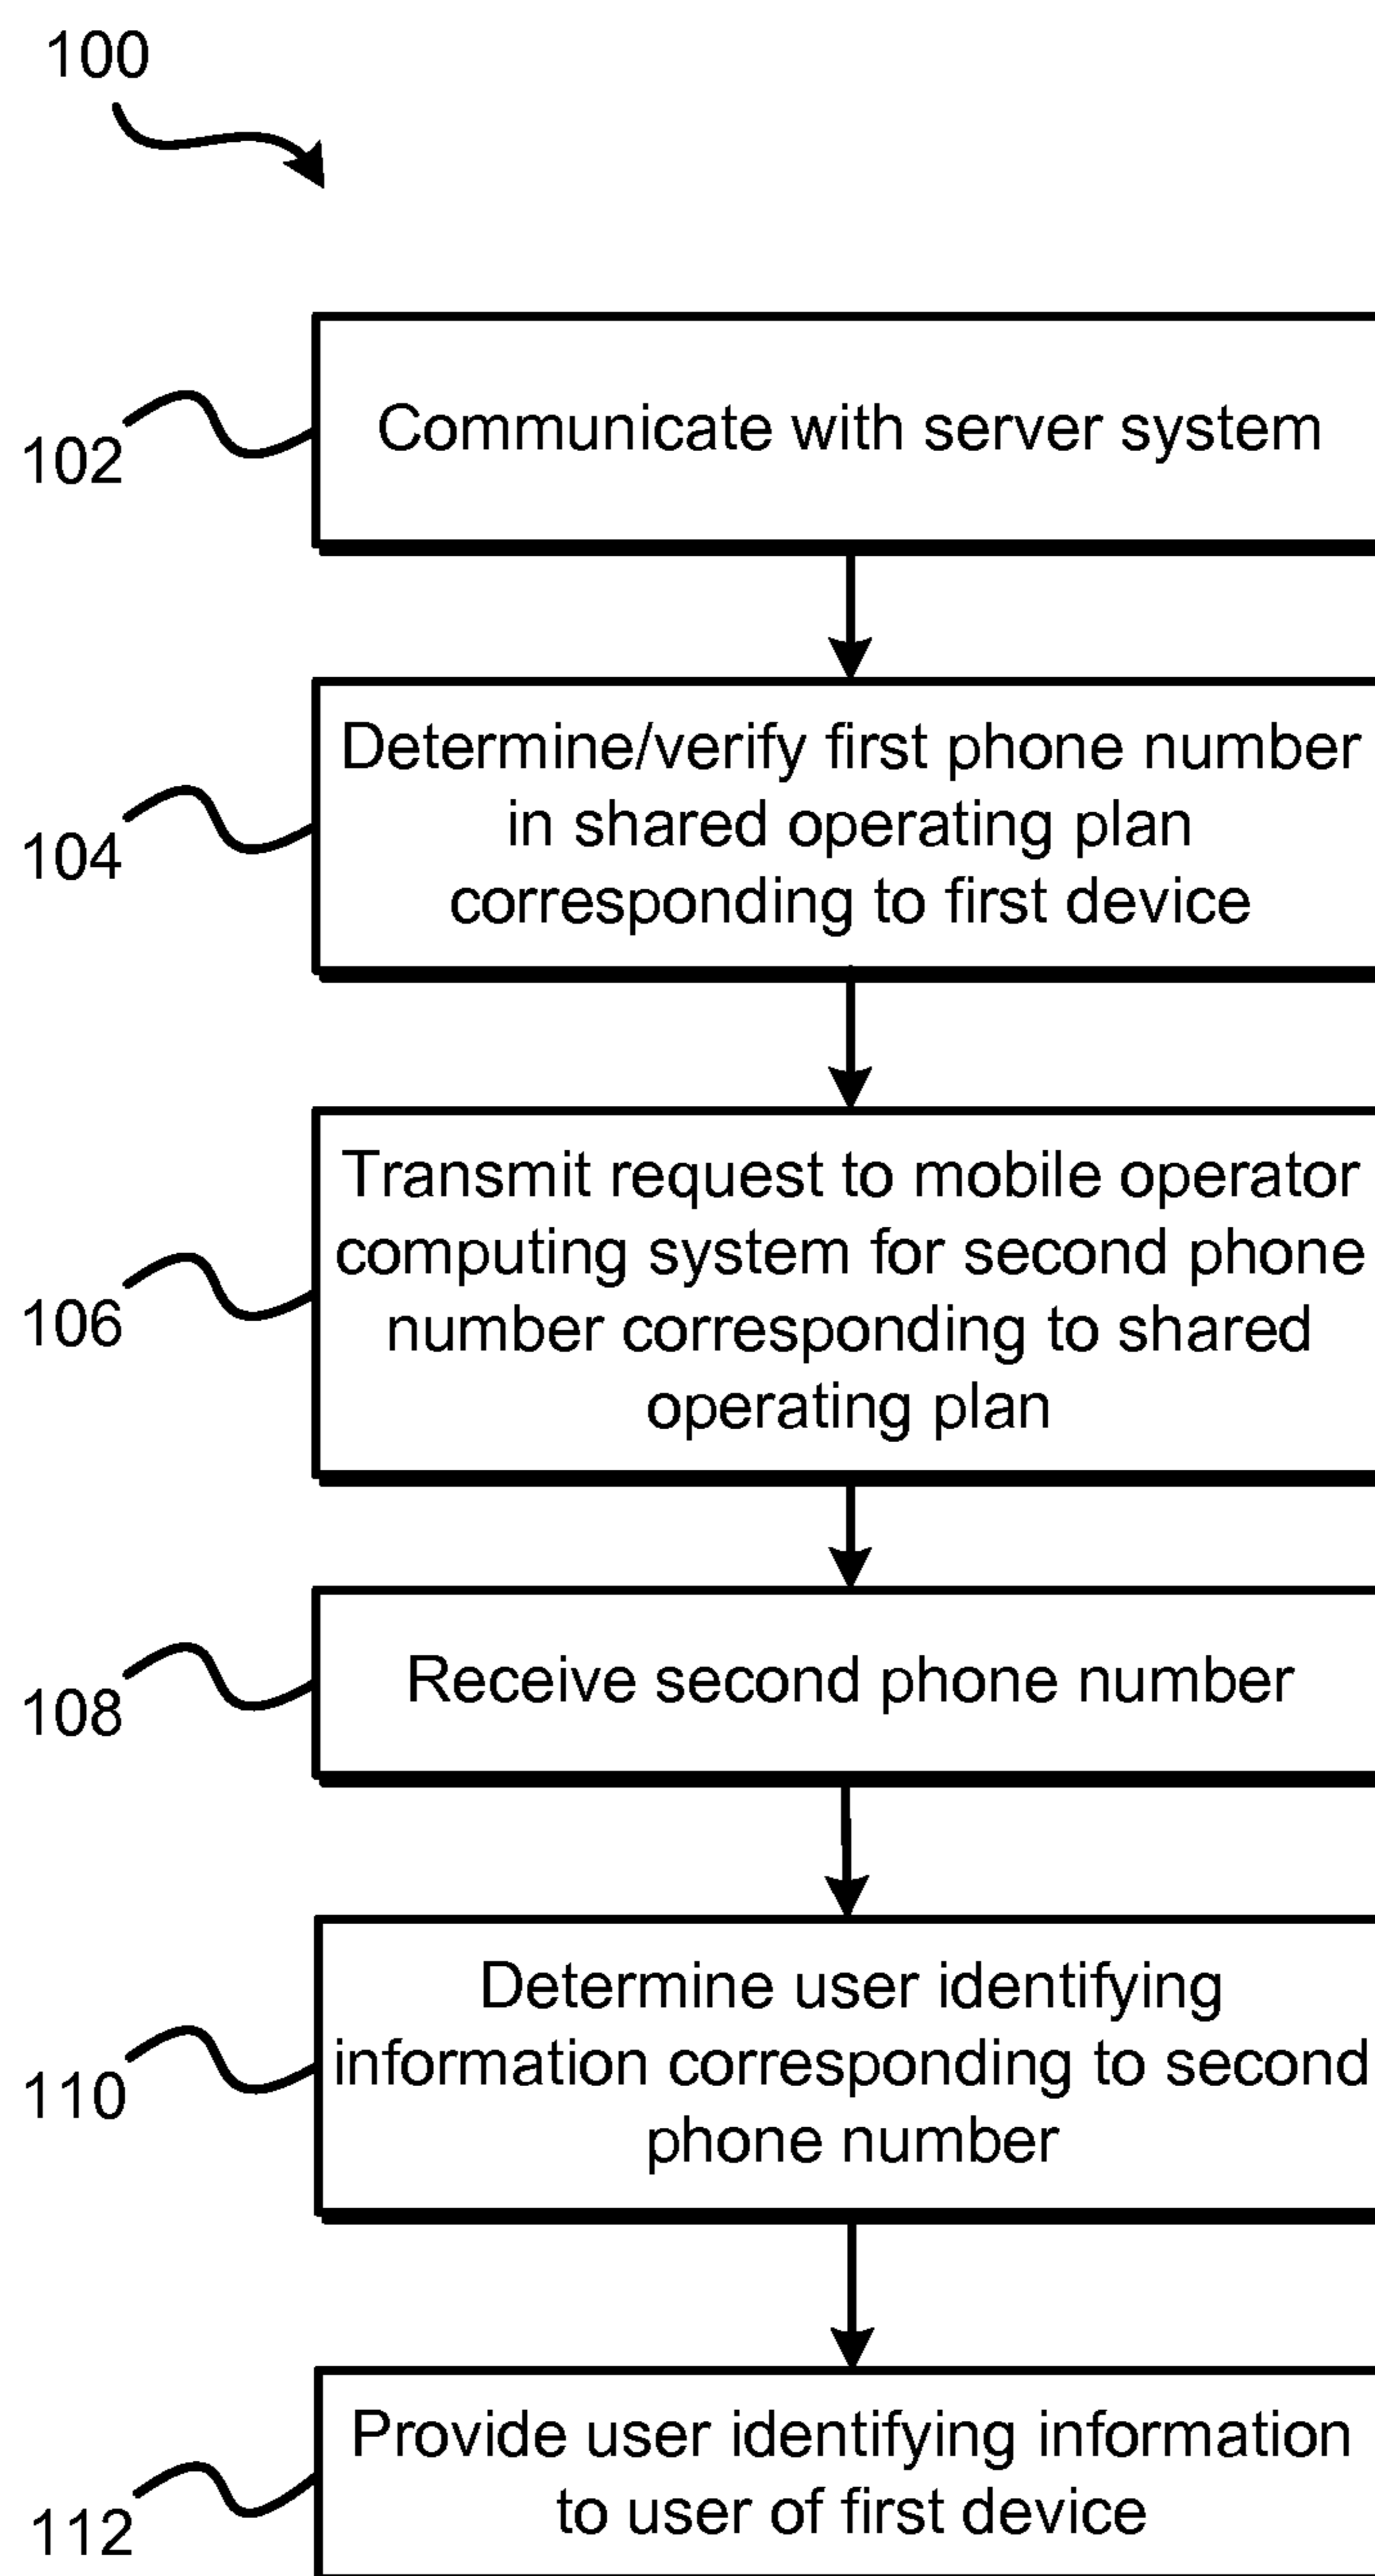 100
102
Communicate with server system
104
Determine/verify first phone number
in shared operating plan
corresponding to first device
106
Transmit request to mobile operator
computing system for second phone
number corresponding to shared
operating plan
108
Receive second phone number
110
Determine user identifying
information corresponding to second
phone number
112
Provide user identifying information
to user of first device